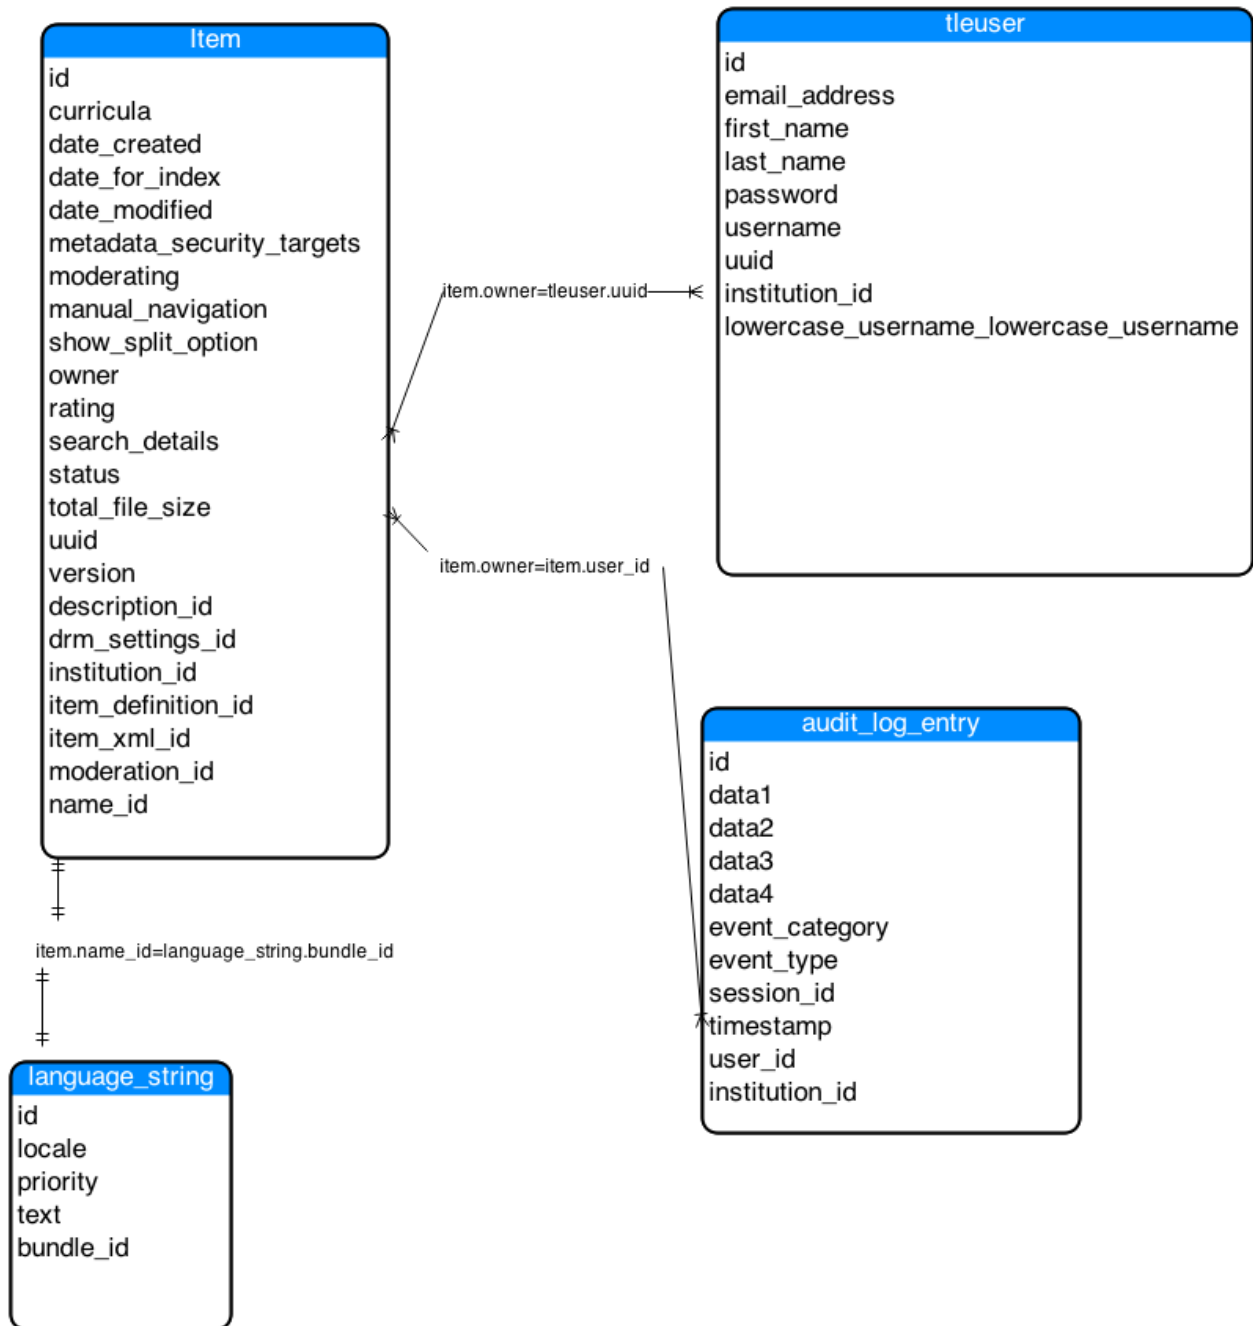 Item
id
curricula
date_created
date_for_index
date_modified
metadata_security_targets
moderating
manual_navigation
show_split_option
owner
rating
search_details
status
total_file_size
uuid
version
description_id
drm_settings_id
institution_id
item_definition_id
item_xml_id
moderation_id
name_id
tleuser
id
email_address
first_name
last_name
password
username
uuid
institution_id
lowercase_username_lowercase_username
item.owner=tleuser.uuid
item.owner=item.user_id
audit_log_entry
id
data1
data2
data3
data4
event_category
event_type
session_id
timestamp
user_id
institution_id
item.name_id=language_string.bundle_id
language_string
id
locale
priority
text
bundle_id